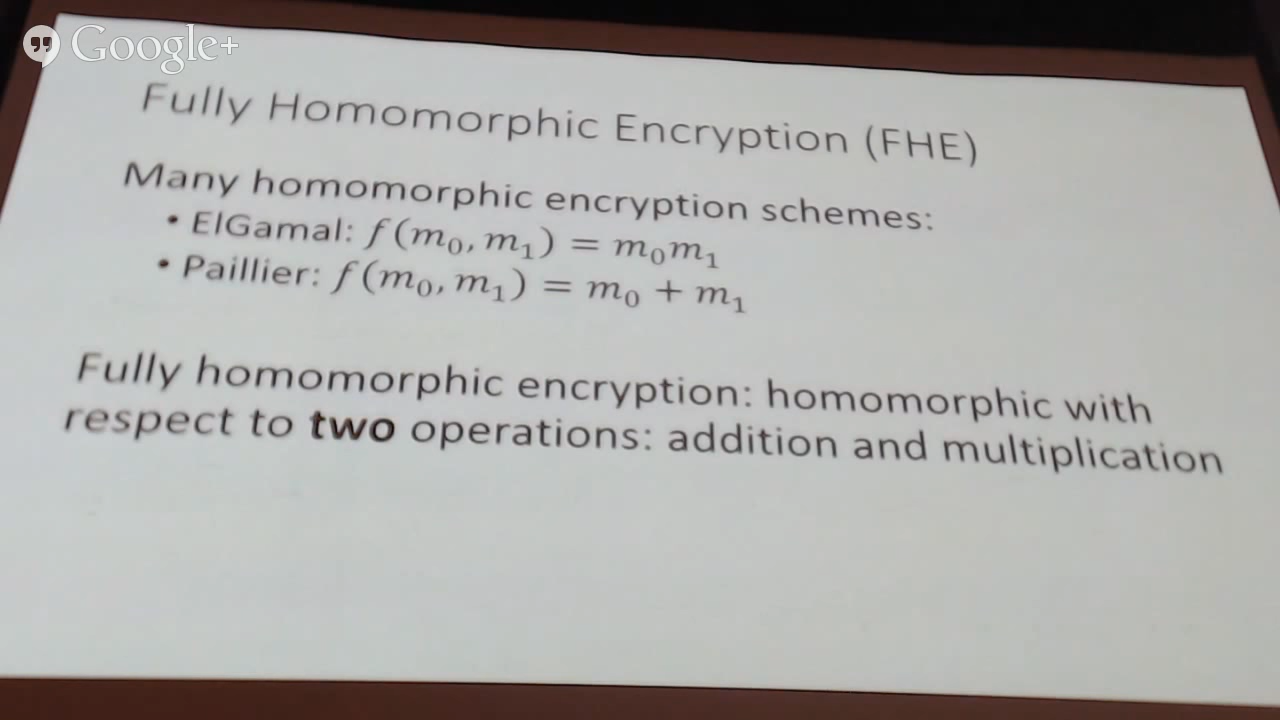 Google+
Fully Homomorphic Encryption (FHE)
Many homomorphic encryption schemes:
• ElGamal: f(m₀, m₁) = m₀m₁
• Paillier: f(m₀, m₁) = m₀ + m₁
Fully homomorphic encryption: homomorphic with
respect to two operations: addition and multiplication